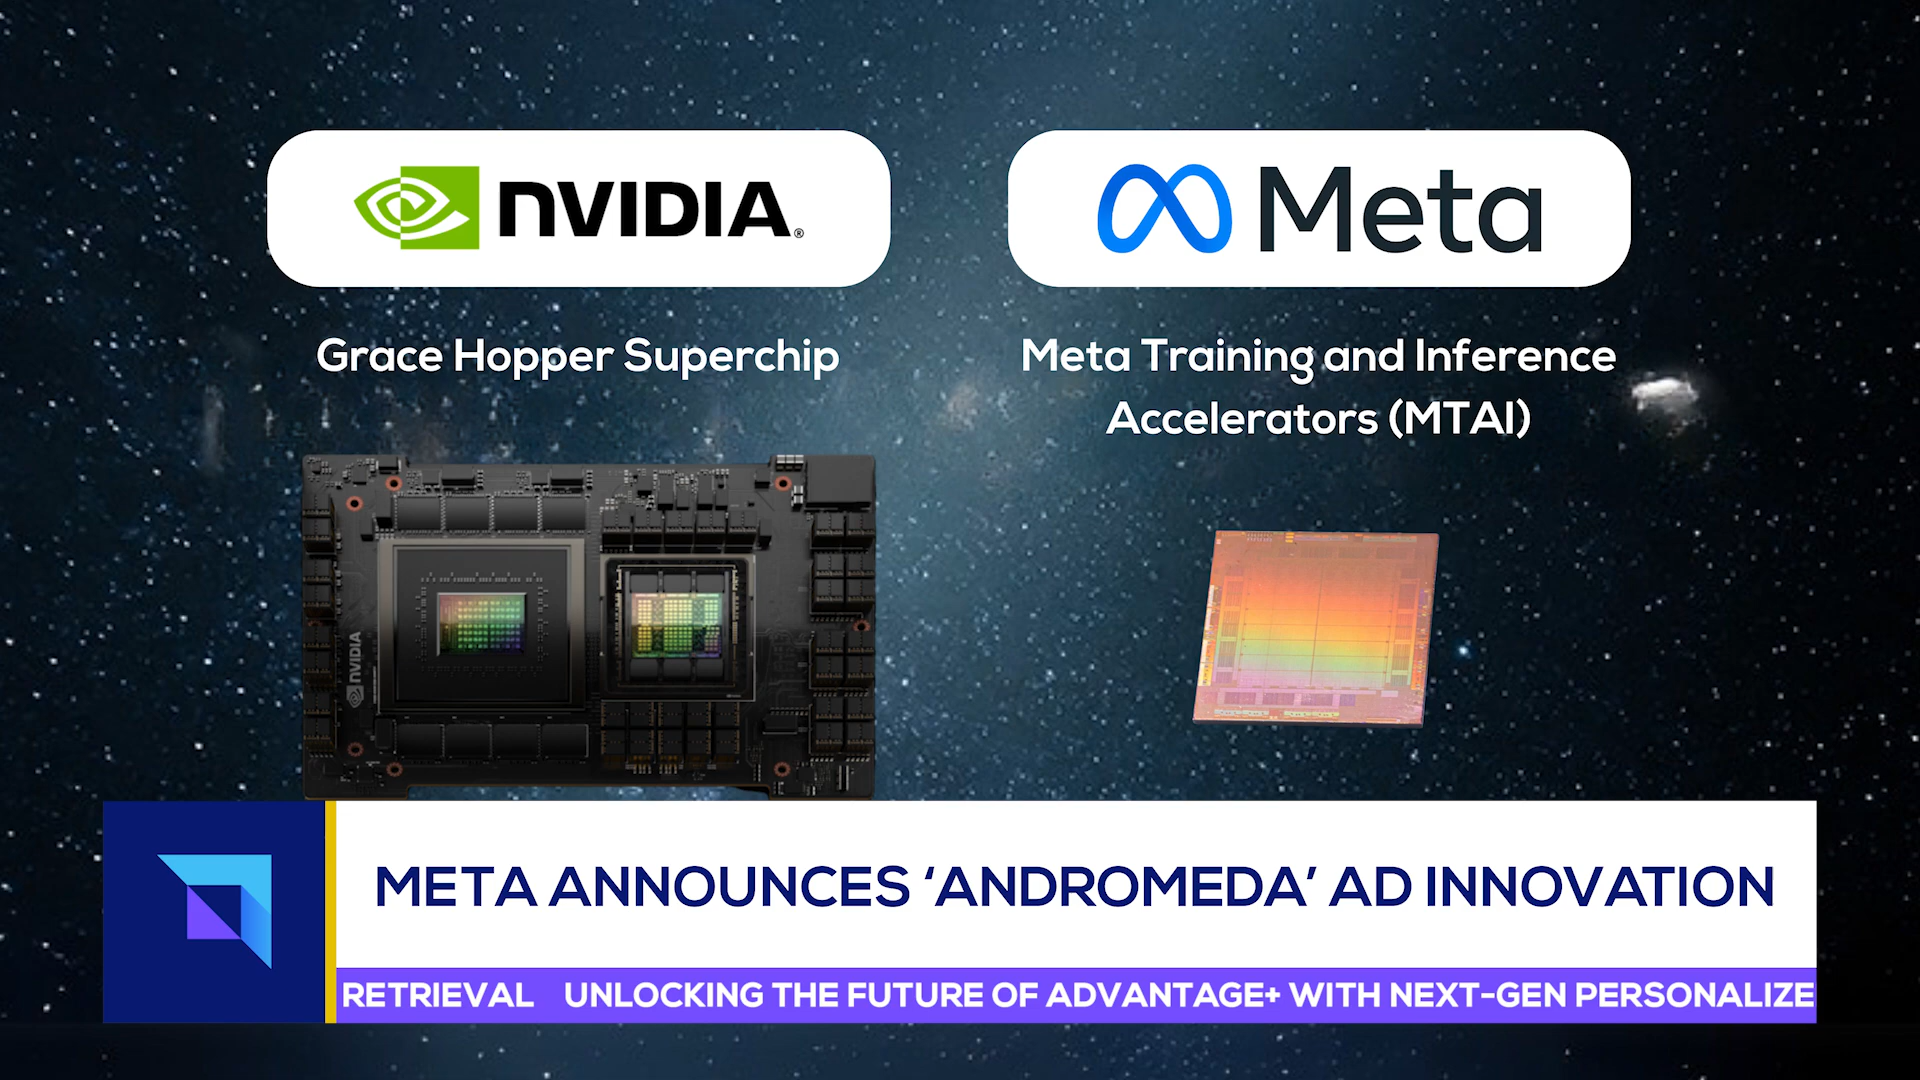 NVIDIA®
Meta
Grace Hopper Superchip
Meta Training and Inference
Accelerators (MTAI)
NVIDIA
META ANNOUNCES ‘ANDROMEDA’ AD INNOVATION
RETRIEVAL UNLOCKING THE FUTURE OF ADVANTAGE+ WITH NEXT-GEN PERSONALIZE